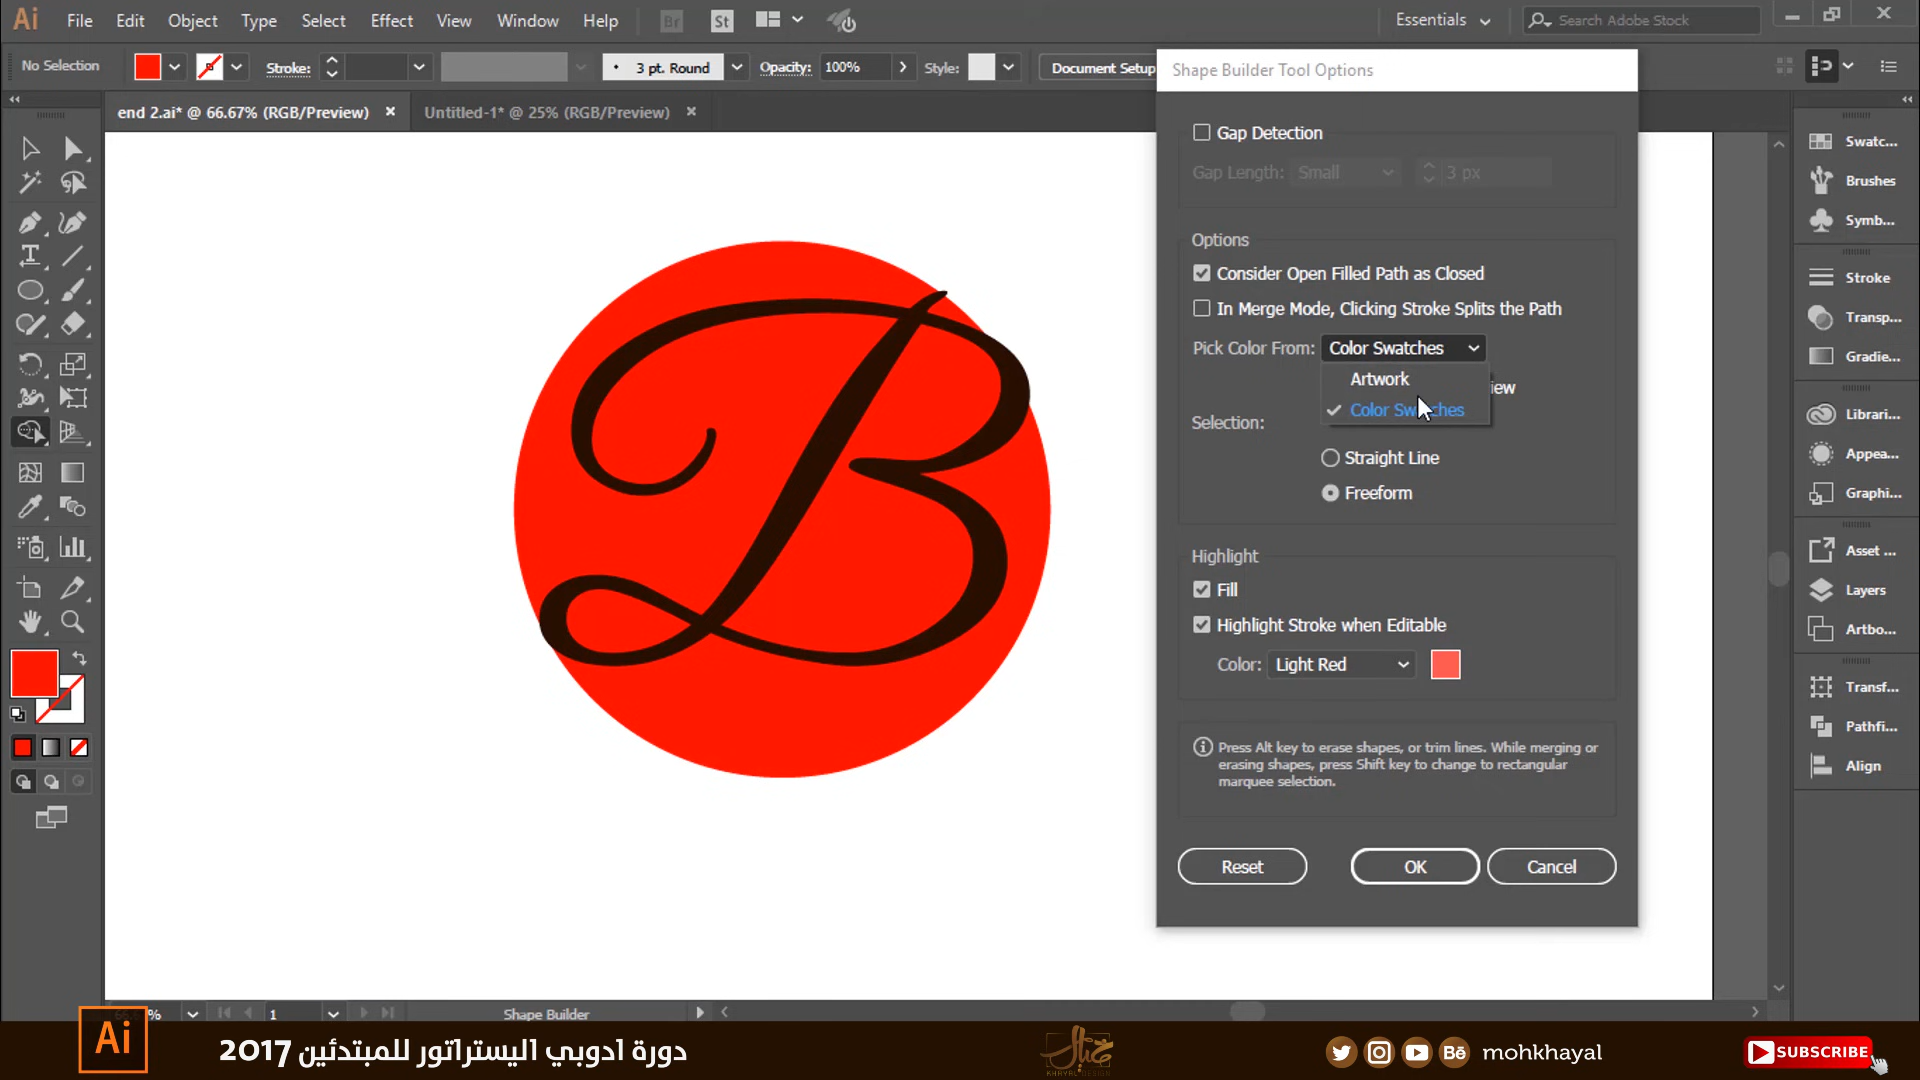 Ai File Edit Object Type Select Effect View Window Help Br St Essentials Search Adobe Stock
No Selection Stroke: 3 pt. Round Opacity: 100% Style: Document Setup
Shape Builder Tool Options
end 2.ai* @ 66.67% (RGB/Preview) × Untitled-1* @ 25% (RGB/Preview) ×
Gap Detection
Gap Length: Small 3 px
Options
Consider Open Filled Path as Closed
In Merge Mode, Clicking Stroke Splits the Path
Pick Color From: Color Swatches
Artwork
Color Swatches
Selection:
Straight Line
Freeform
Highlight
Fill
Highlight Stroke when Editable
Color: Light Red
Press Alt key to erase shapes, or trim lines. While merging or
erasing shapes, press Shift key to change to rectangular
marquee selection.
Reset OK Cancel
B
Swatc...
Brushes
Symb...
Stroke
Transp...
Gradie...
Librari...
Appea...
Graphi...
Asset ...
Layers
Artbo...
Transf...
Pathfi...
Align
1 Shape Builder
Ai
دورة ادوبي اليستراتور للمبتدئين 2017
خيال
KHAYAL DESIGN
Bē mohkhayal
SUBSCRIBE